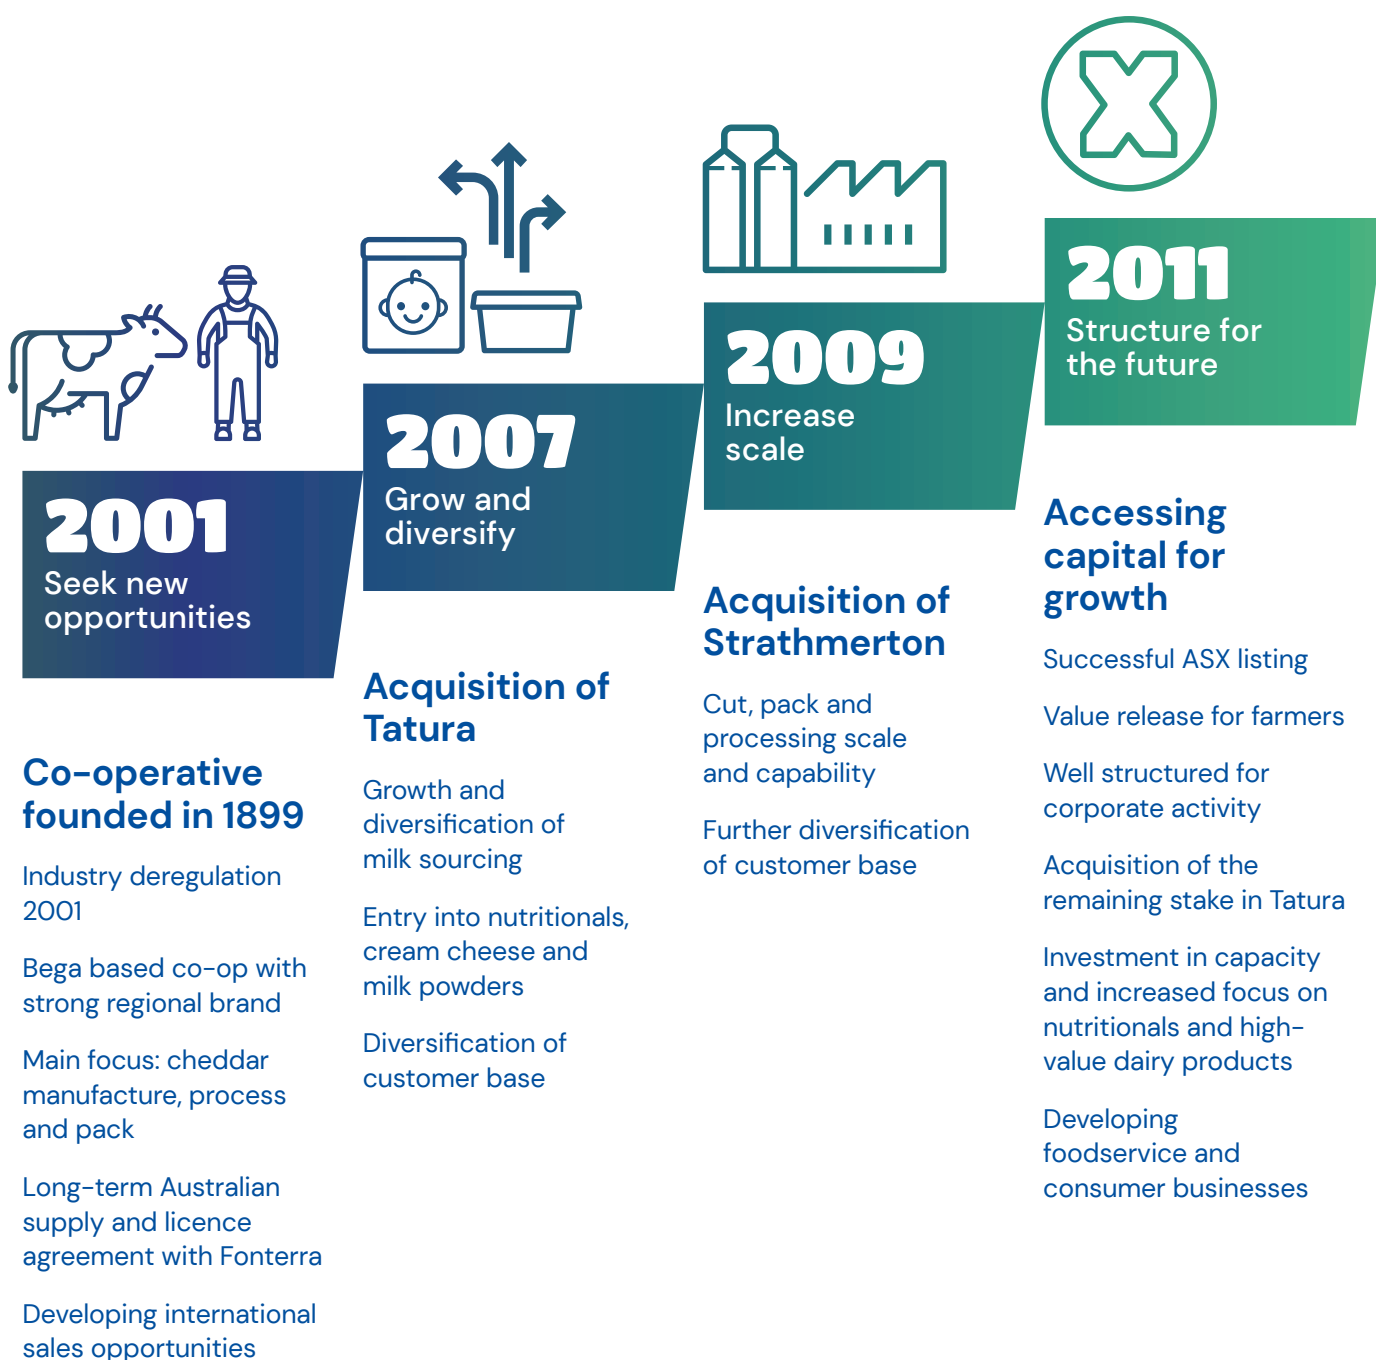 2001
Seek new
opportunities
Co-operative
founded in 1899
Industry deregulation
2001
Bega based co-op with
strong regional brand
Main focus: cheddar
manufacture, process
and pack
Long-term Australian
supply and licence
agreement with Fonterra
Developing international
sales opportunities
2007
Grow and
diversify
Acquisition of
Tatura
Growth and
diversification of
milk sourcing
Entry into nutritionals,
cream cheese and
milk powders
Diversification of
customer base
2009
Increase
scale
Acquisition of
Strathmerton
Cut, pack and
processing scale
and capability
Further diversification
of customer base
X
2011
Structure for
the future
Accessing
capital for
growth
Successful ASX listing
Value release for farmers
Well structured for
corporate activity
Acquisition of the
remaining stake in Tatura
Investment in capacity
and increased focus on
nutritionals and high-
value dairy products
Developing
foodservice and
consumer businesses